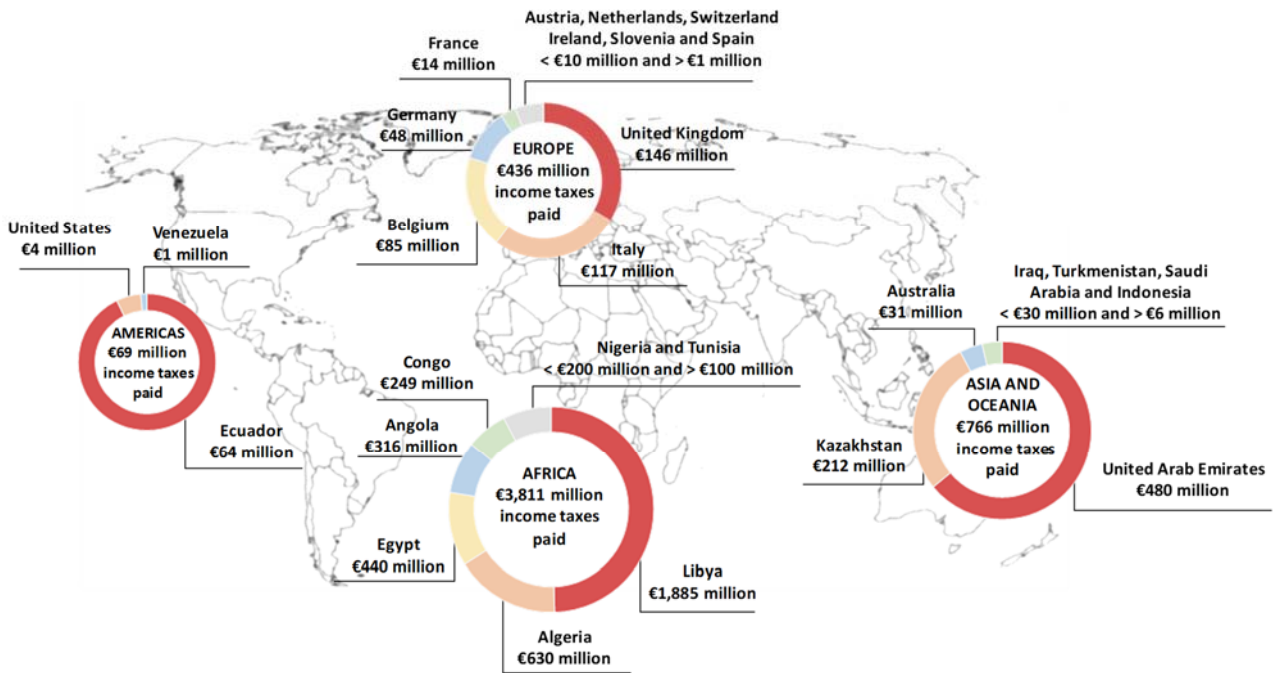 Austria, Netherlands, Switzerland
Ireland, Slovenia and Spain
< €10 million and > €1 million
France
€14 million
Germany
€48 million
United Kingdom
€146 million
EUROPE
€436 million
income taxes
paid
Belgium
€85 million
Italy
€117 million
United States
€4 million
Venezuela
€1 million
AMERICAS
€69 million
income taxes
paid
Ecuador
€64 million
Iraq, Turkmenistan, Saudi
Arabia and Indonesia
< €30 million and > €6 million
Australia
€31 million
ASIA AND
OCEANIA
€766 million
income taxes
paid
Kazakhstan
€212 million
United Arab Emirates
€480 million
Nigeria and Tunisia
< €200 million and > €100 million
Congo
€249 million
Angola
€316 million
AFRICA
€3,811 million
income taxes
paid
Egypt
€440 million
Libya
€1,885 million
Algeria
€630 million